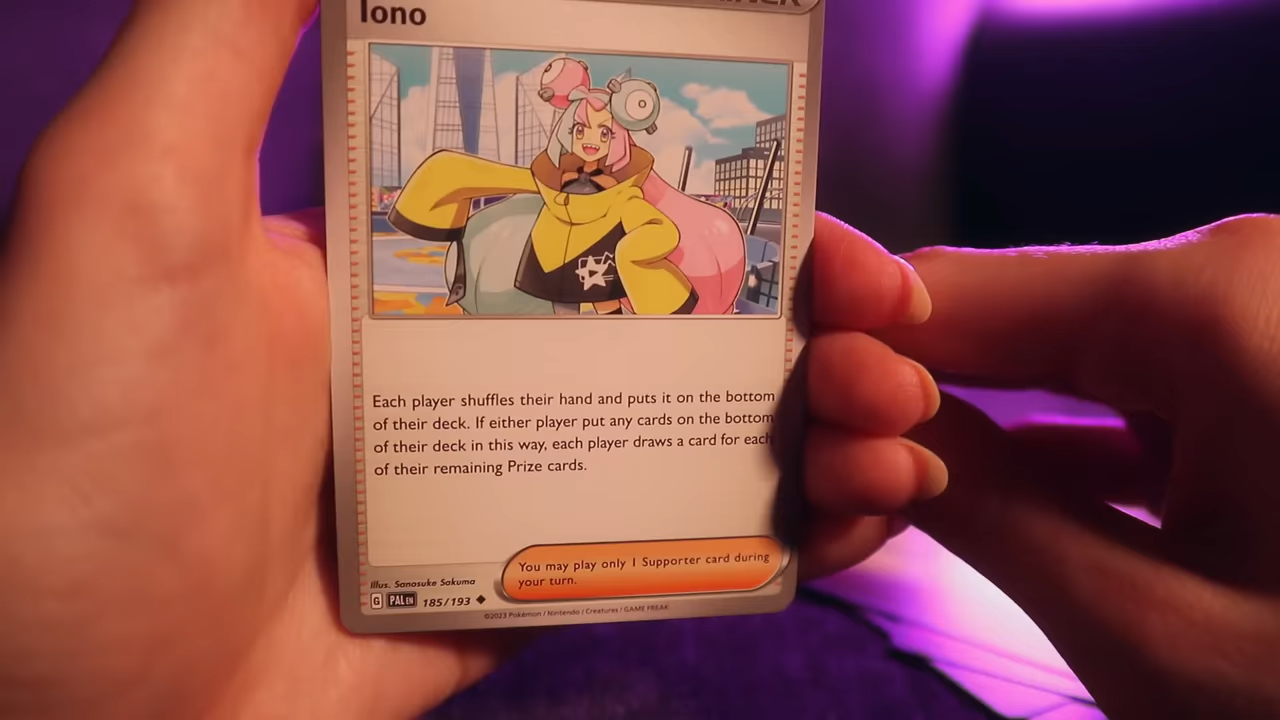 Iono
Each player shuffles their hand and puts it on the bottom
of their deck. If either player put any cards on the bottom
of their deck in this way, each player draws a card for each
of their remaining Prize cards.
You may play only 1 Supporter card during
your turn.
Illus. Sanosuke Sakuma
G PAL EN 185/193
©2023 Pokémon / Nintendo / Creatures / GAME FREAK